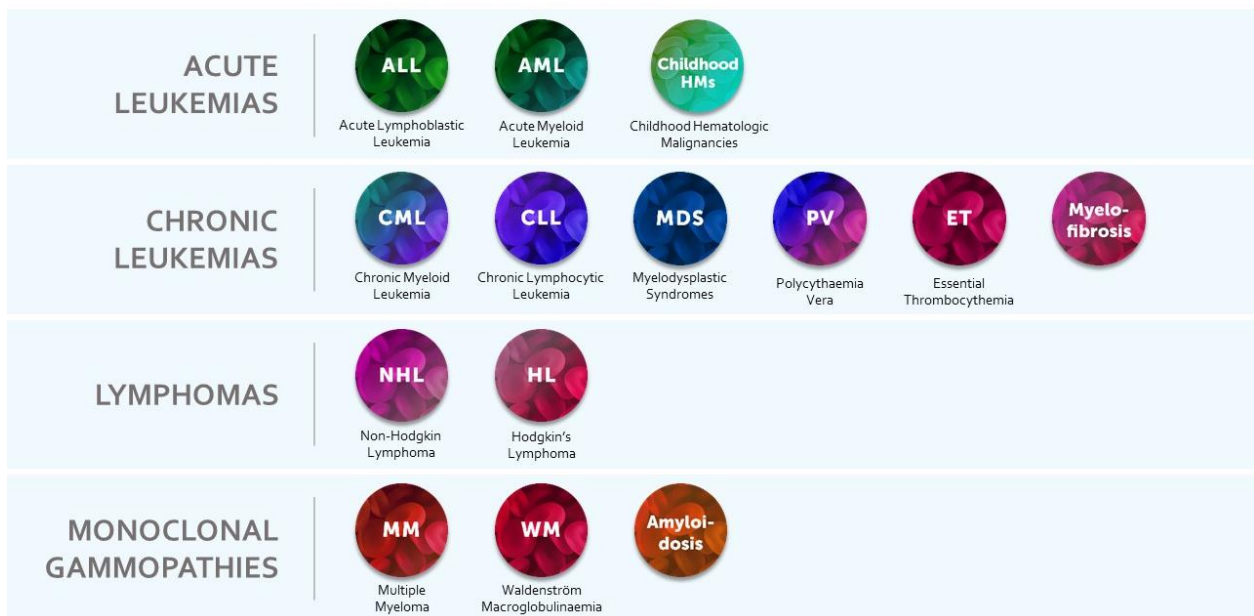 ACUTE
LEUKEMIAS
ALL
Acute Lymphoblastic
Leukemia
AML
Acute Myeloid
Leukemia
Childhood
HMs
Childhood Hematologic
Malignancies
CHRONIC
LEUKEMIAS
CML
Chronic Myeloid
Leukemia
CLL
Chronic Lymphocytic
Leukemia
MDS
Myelodysplastic
Syndromes
PV
Polycythaemia
Vera
ET
Essential
Thrombocythemia
Myelo-
fibrosis
LYMPHOMAS
NHL
Non-Hodgkin
Lymphoma
HL
Hodgkin's
Lymphoma
MONOCLONAL
GAMMOPATHIES
MM
Multiple
Myeloma
WM
Waldenström
Macroglobulinaemia
Amyloi-
dosis